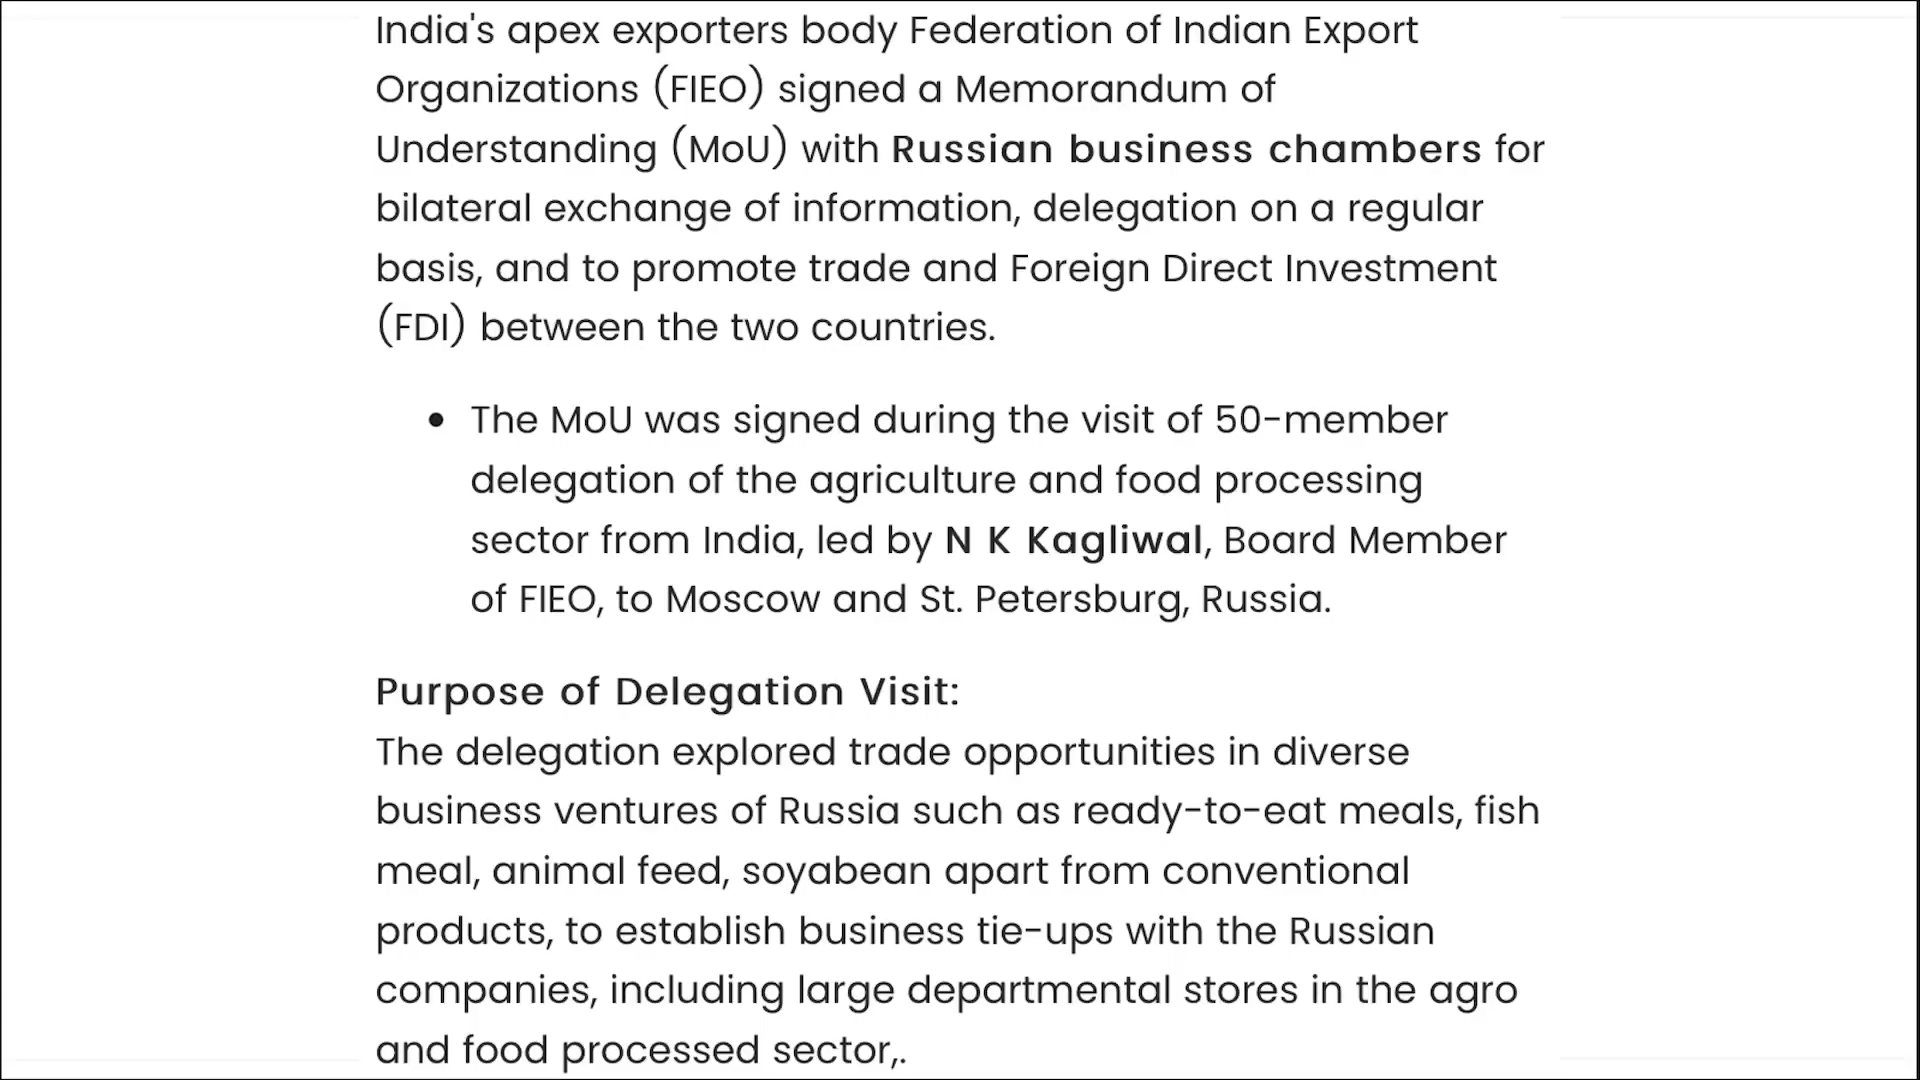 India's apex exporters body Federation of Indian Export
Organizations (FIEO) signed a Memorandum of
Understanding (MoU) with Russian business chambers for
bilateral exchange of information, delegation on a regular
basis, and to promote trade and Foreign Direct Investment
(FDI) between the two countries.
• The MoU was signed during the visit of 50-member
delegation of the agriculture and food processing
sector from India, led by N K Kagliwal, Board Member
of FIEO, to Moscow and St. Petersburg, Russia.
Purpose of Delegation Visit:
The delegation explored trade opportunities in diverse
business ventures of Russia such as ready-to-eat meals, fish
meal, animal feed, soyabean apart from conventional
products, to establish business tie-ups with the Russian
companies, including large departmental stores in the agro
and food processed sector,.